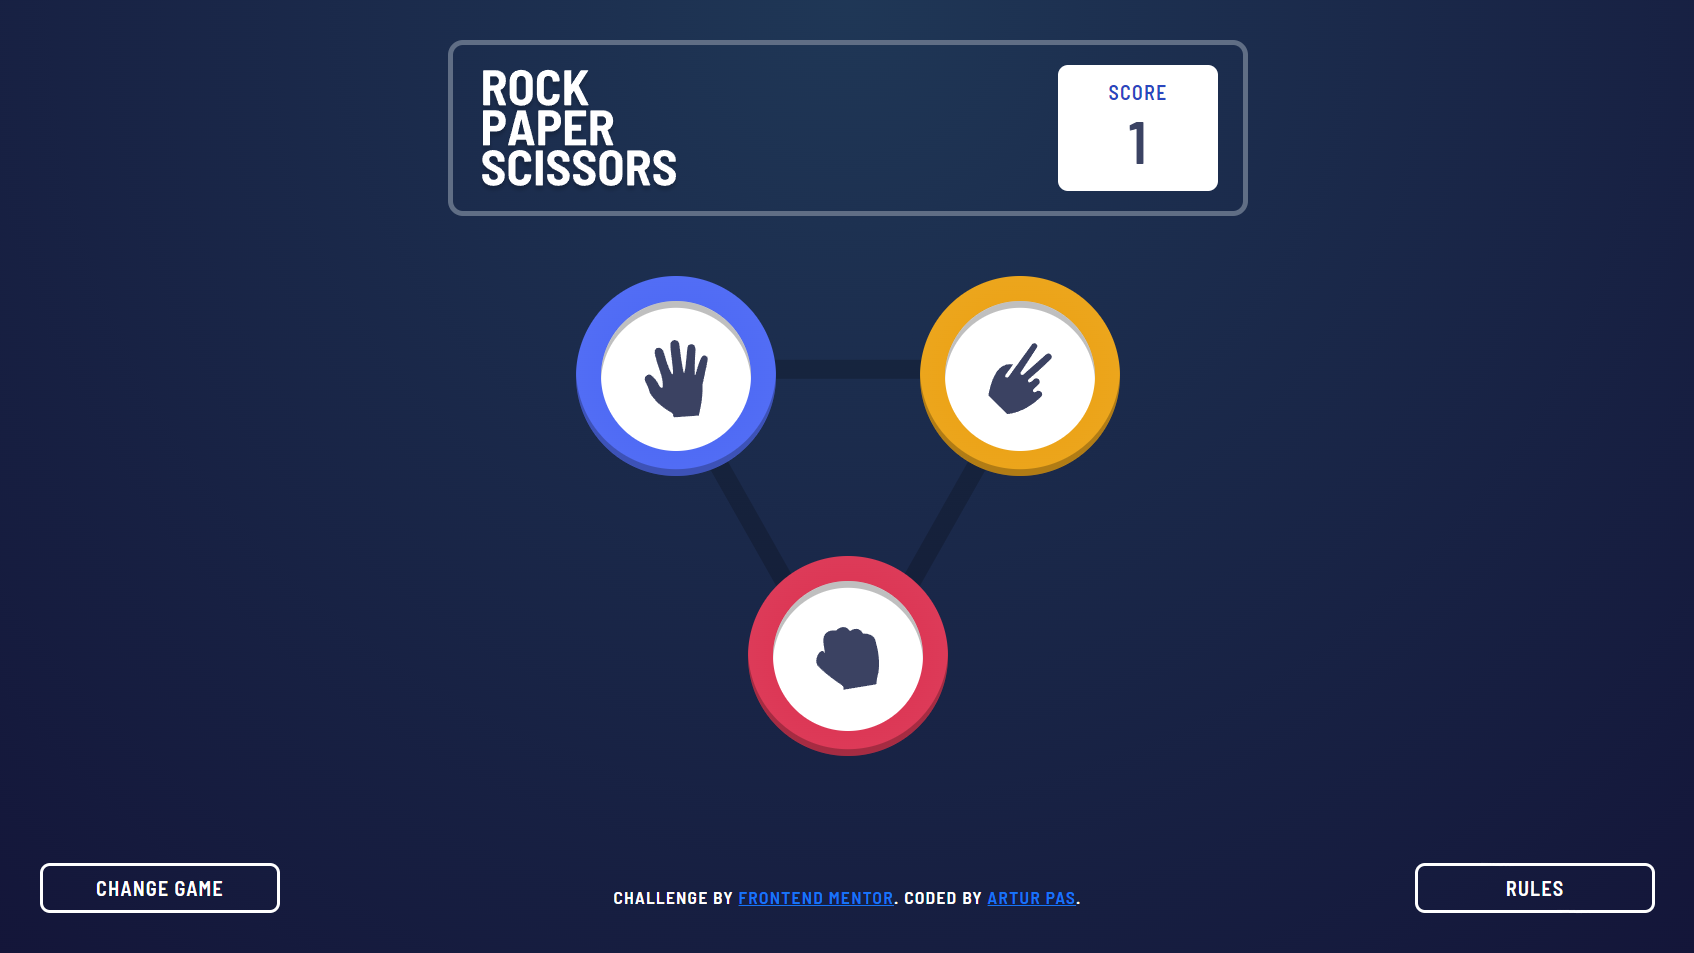 ROCK
PAPER
SCISSORS
SCORE
1
CHANGE GAME
CHALLENGE BY FRONTEND MENTOR. CODED BY ARTUR PAS.
RULES